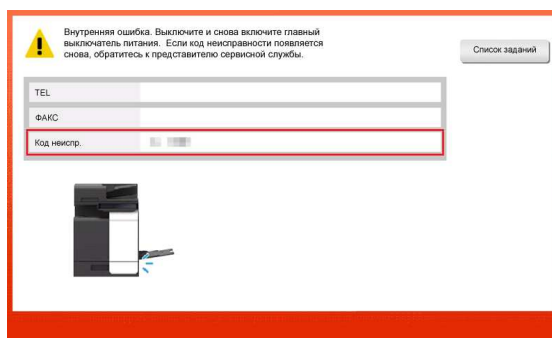 Внутренняя ошибка. Выключите и снова включите главный
выключатель питания. Если код неисправности появляется
снова, обратитесь к представителю сервисной службы.
Список заданий
TEL
ФАКС
Код неиспр.